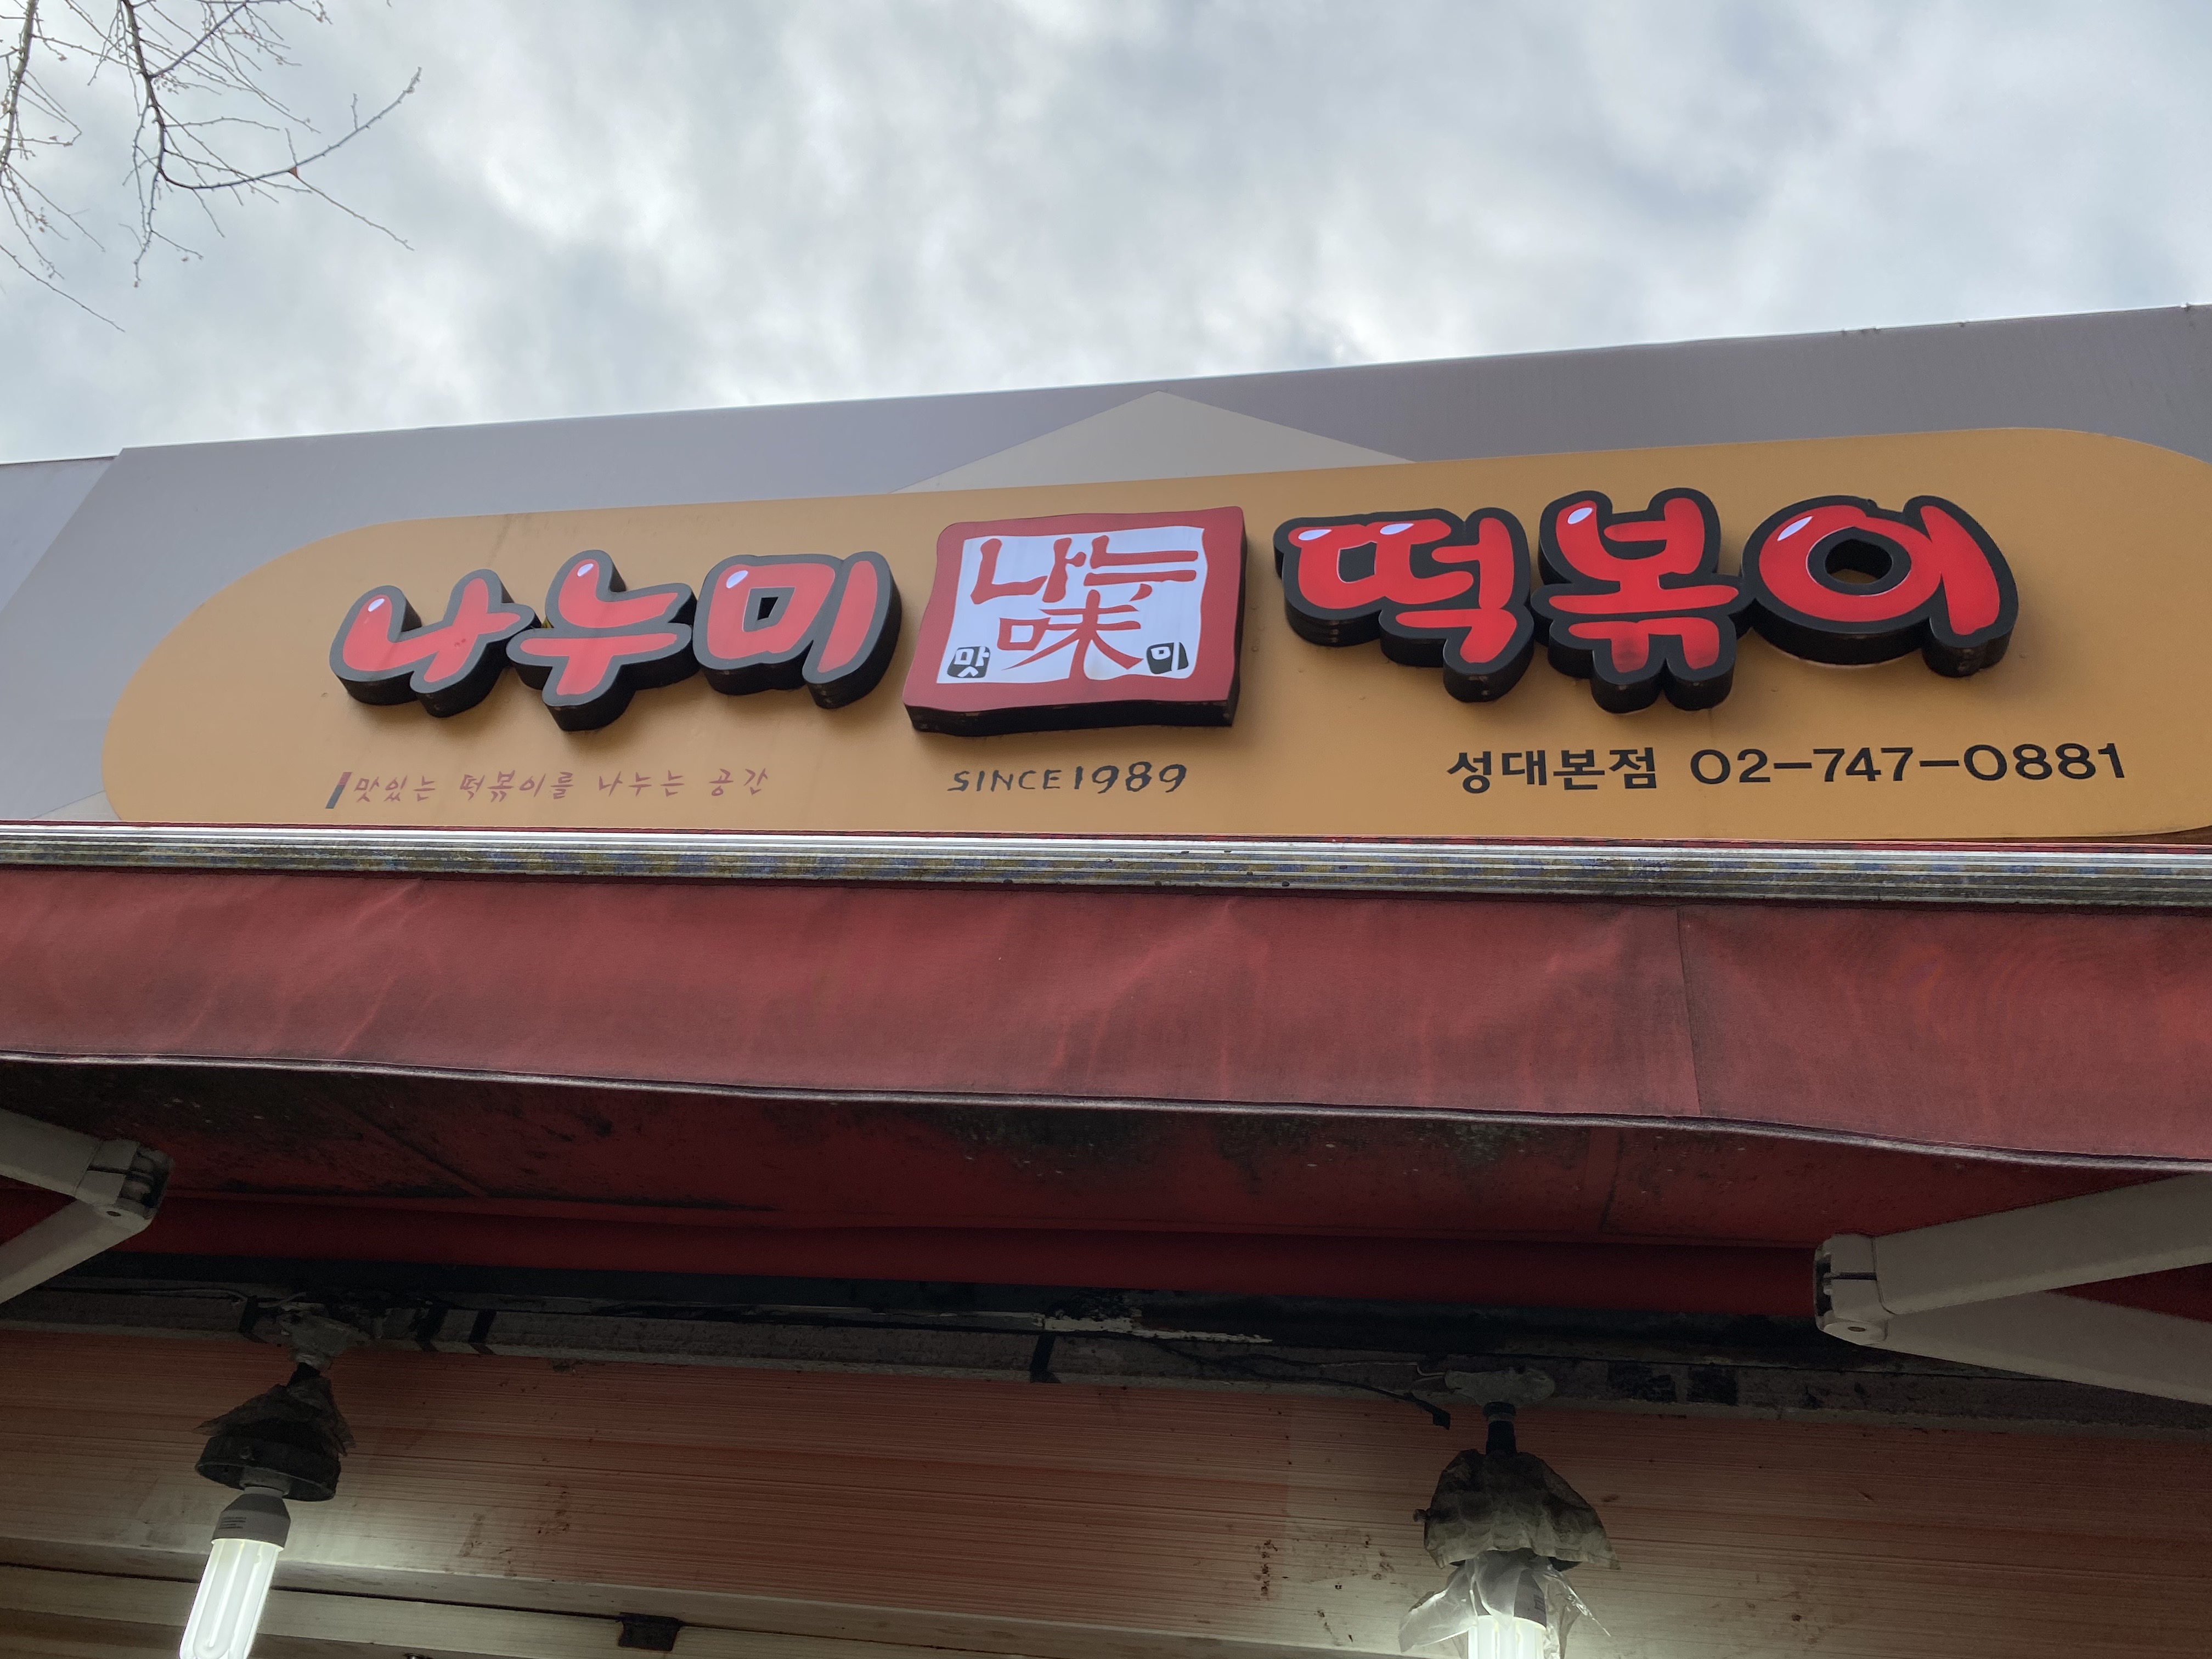 나누미
나누
味
맛 미
떡볶이
맛있는 떡볶이를 나누는 공간
SINCE1989
성대본점 02-747-0881